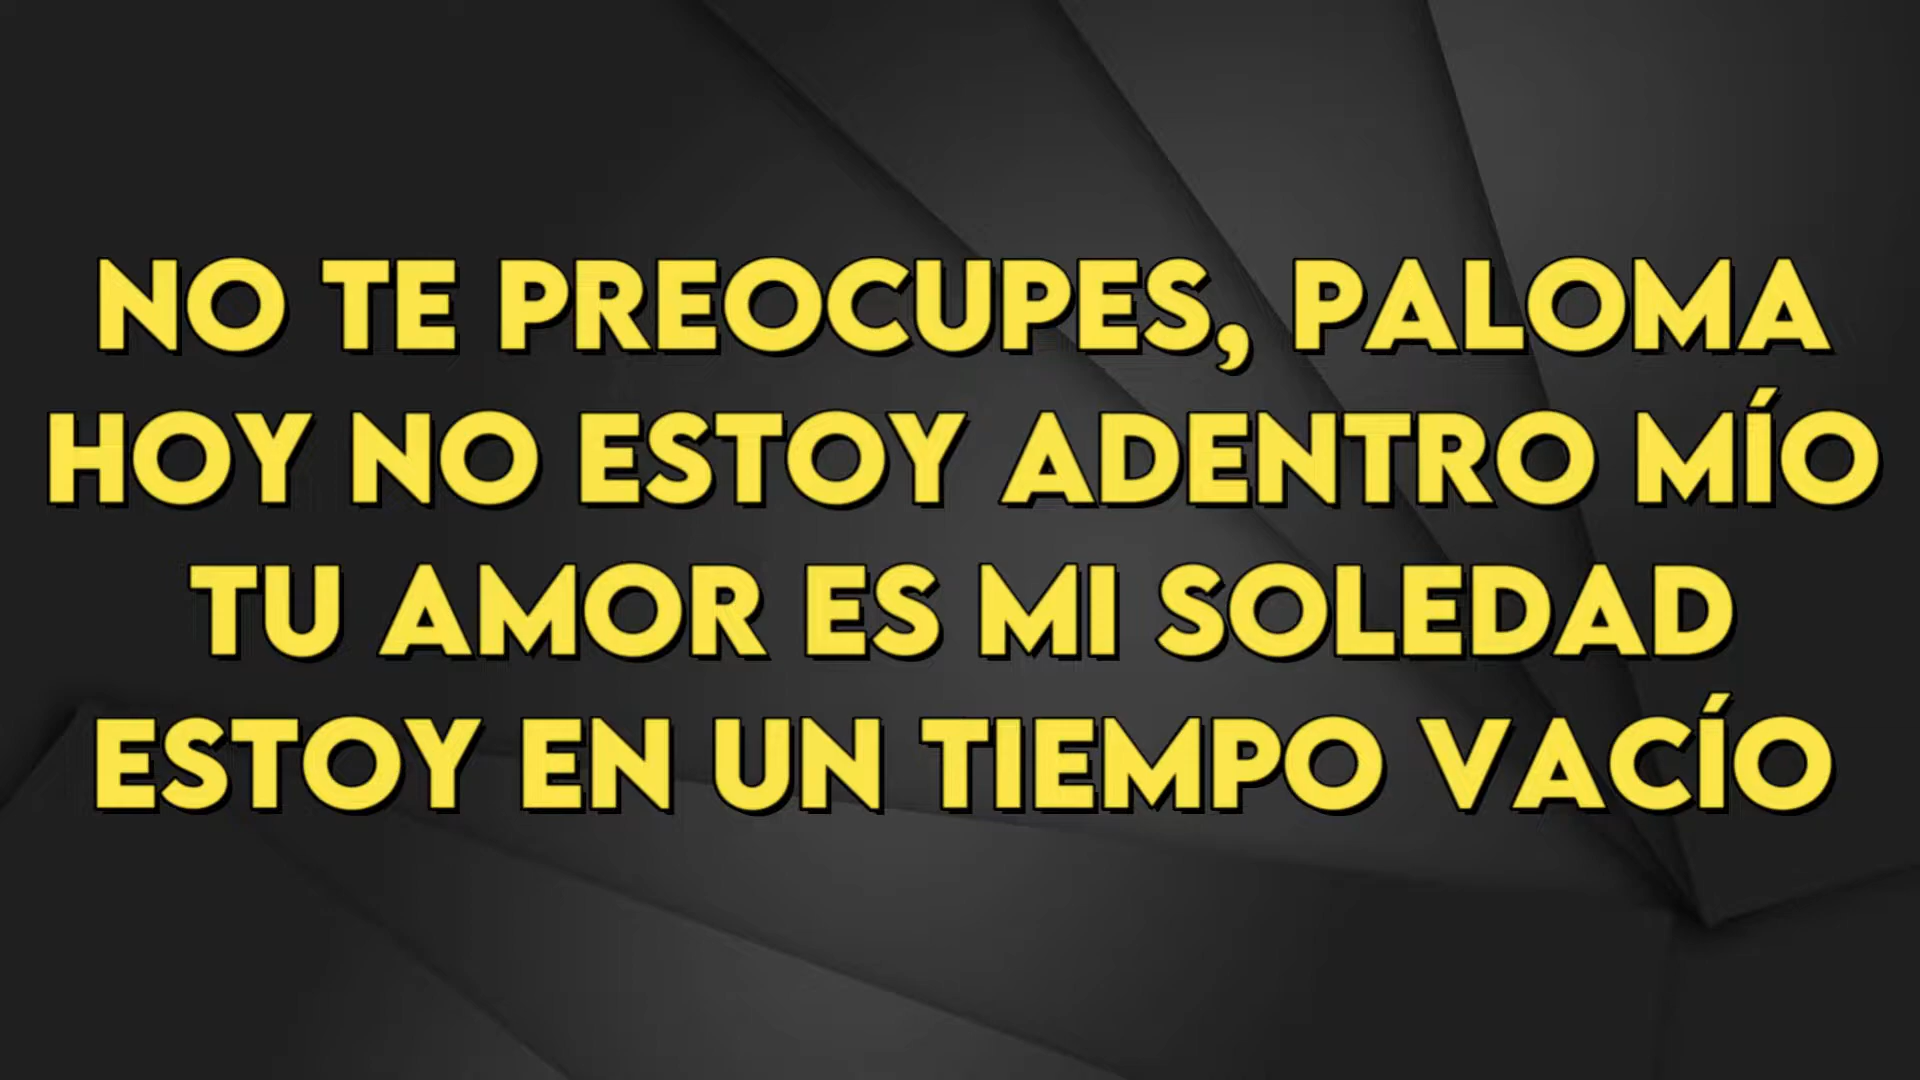 NO TE PREOCUPES, PALOMA
HOY NO ESTOY ADENTRO MÍO
TU AMOR ES MI SOLEDAD
ESTOY EN UN TIEMPO VACÍO